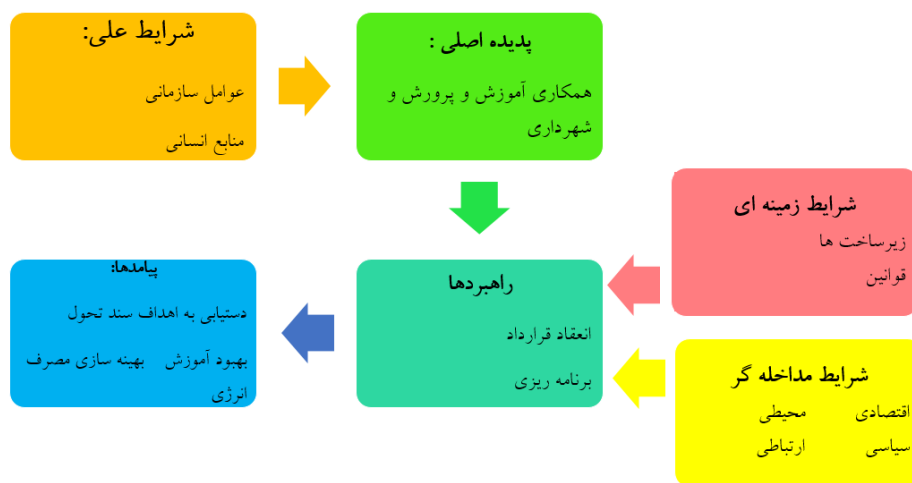 شرایط علی:
عوامل سازمانی
منابع انسانی
پدیده اصلی :
همکاری آموزش و پرورش و
شهرداری
شرایط زمینه ای
زیرساخت ها
قوانین
شرایط مداخله گر
اقتصادی محیطی
سیاسی ارتباطی
راهبردها
انعقاد قرارداد
برنامه ریزی
پیامدها:
دستیابی به اهداف سند تحول
بهبود آموزش بهینه سازی مصرف
انرژی